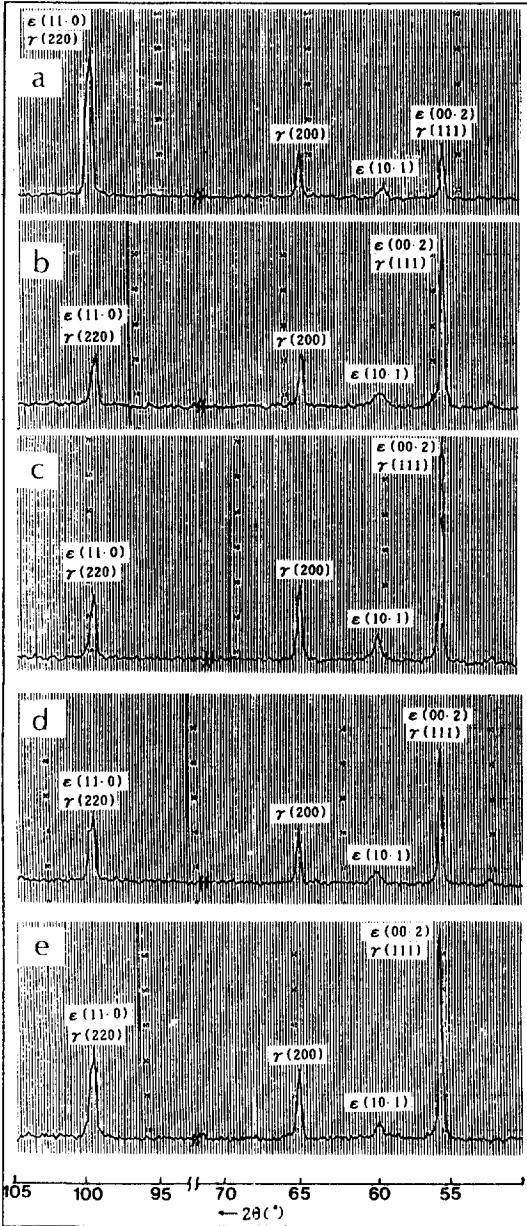 ε(11·0)
γ(220)
a
γ(200)
ε(00·2)
γ(111)
ε(10·1)
b
ε(00·2)
γ(111)
ε(11·0)
γ(220)
γ(200)
ε(10·1)
c
ε(00·2)
γ(111)
ε(11·0)
γ(220)
γ(200)
ε(10·1)
d
ε(00·2)
γ(111)
ε(11·0)
γ(220)
γ(200)
ε(10·1)
e
ε(00·2)
γ(111)
ε(11·0)
γ(220)
γ(200)
ε(10·1)
105 100 95 70 65 60 55
← 2θ(°)